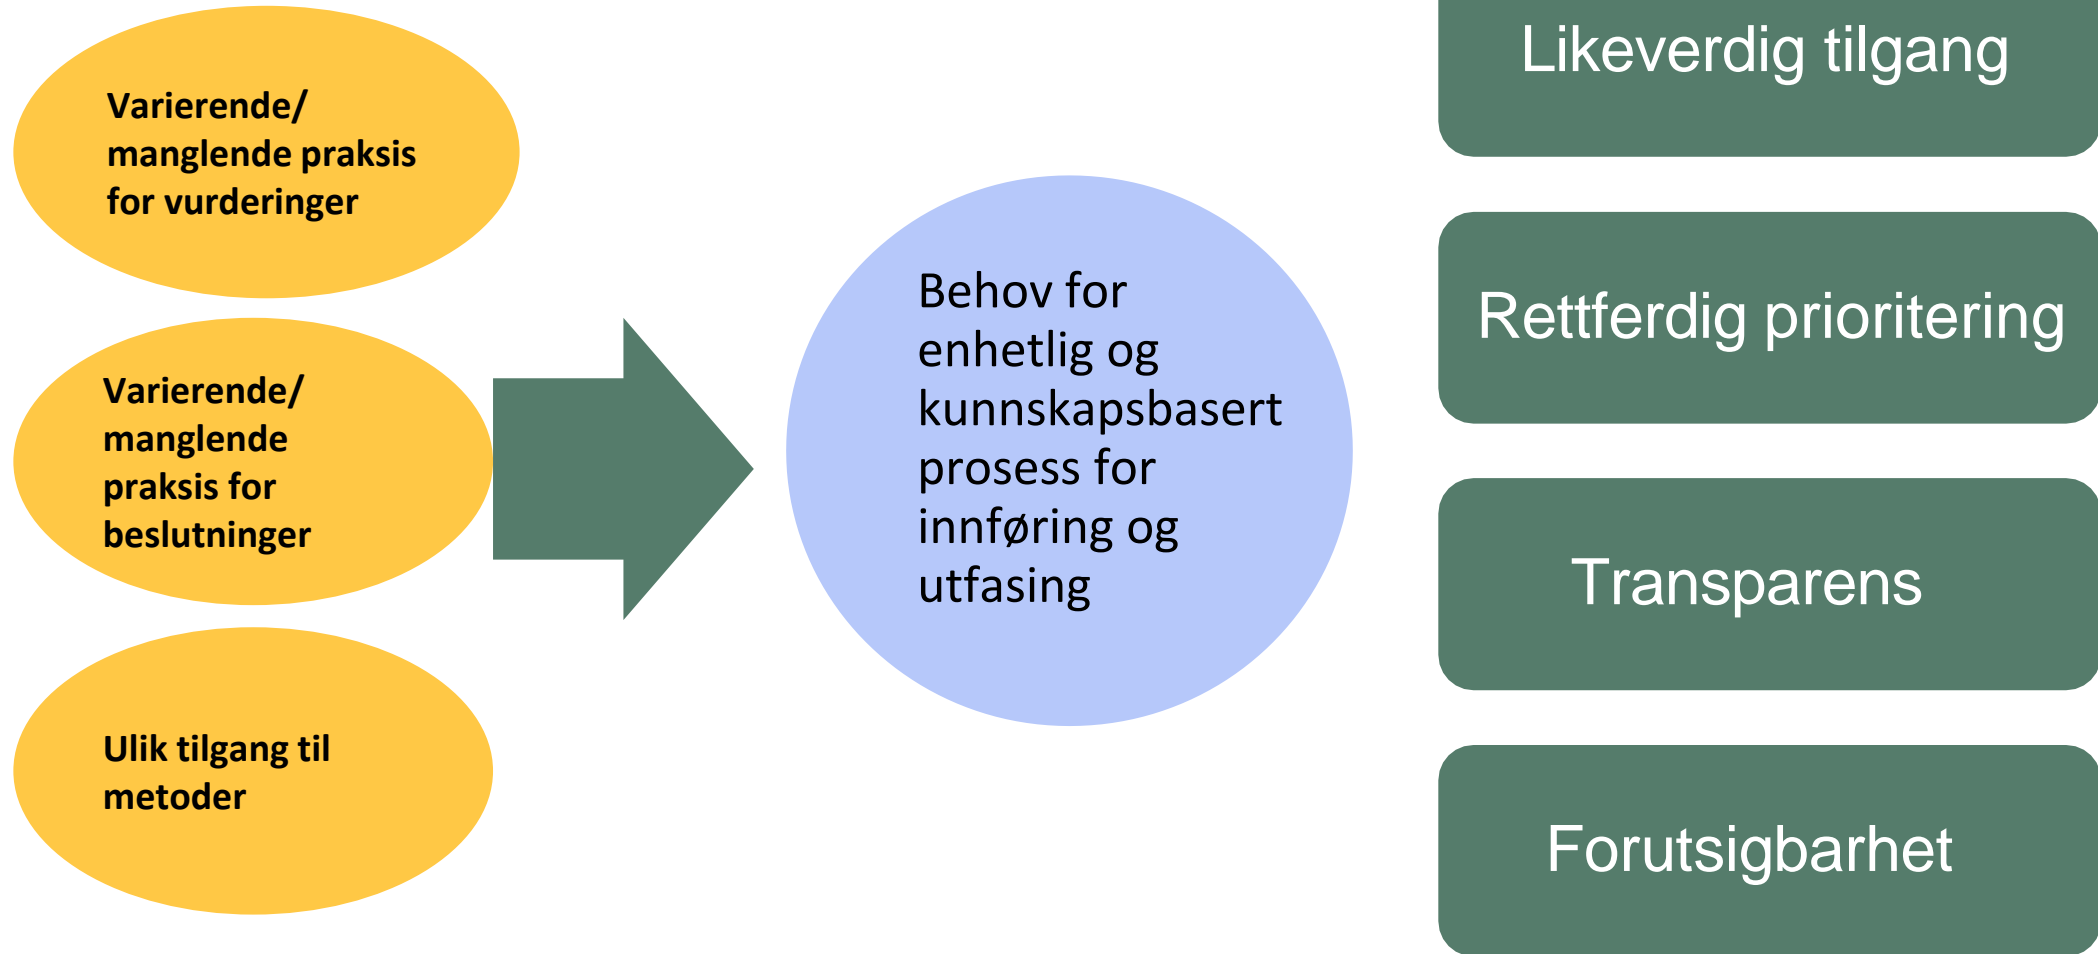 Varierende/
manglende praksis
for vurderinger
Varierende/
manglende
praksis for
beslutninger
Ulik tilgang til
metoder
Behov for
enhetlig og
kunnskapsbasert
prosess for
innføring og
utfasing
Likeverdig tilgang
Rettferdig prioritering
Transparens
Forutsigbarhet